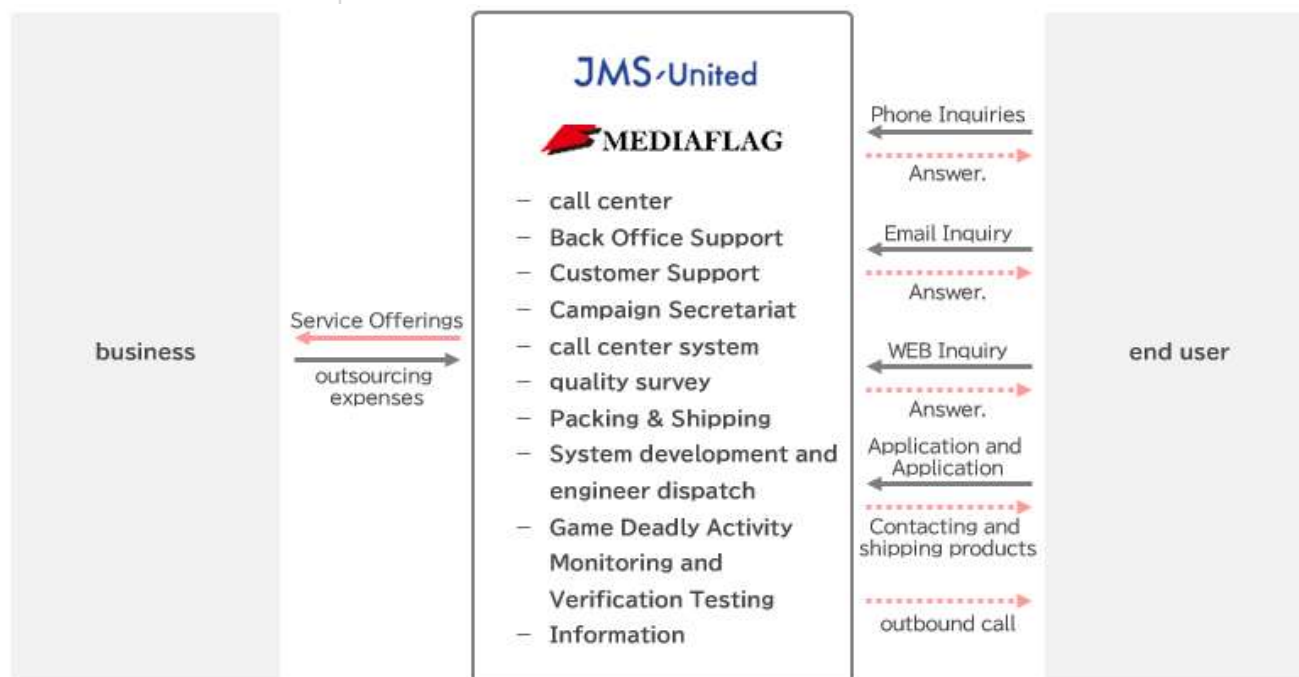 business
Service Offerings
outsourcing
expenses
JMS United
MEDIAFLAG
– call center
– Back Office Support
– Customer Support
– Campaign Secretariat
– call center system
– quality survey
– Packing & Shipping
– System development and
engineer dispatch
– Game Deadly Activity
Monitoring and
Verification Testing
– Information
Phone Inquiries
Answer.
Email Inquiry
Answer.
WEB Inquiry
Answer.
Application and
Application
Contacting and
shipping products
outbound call
end user